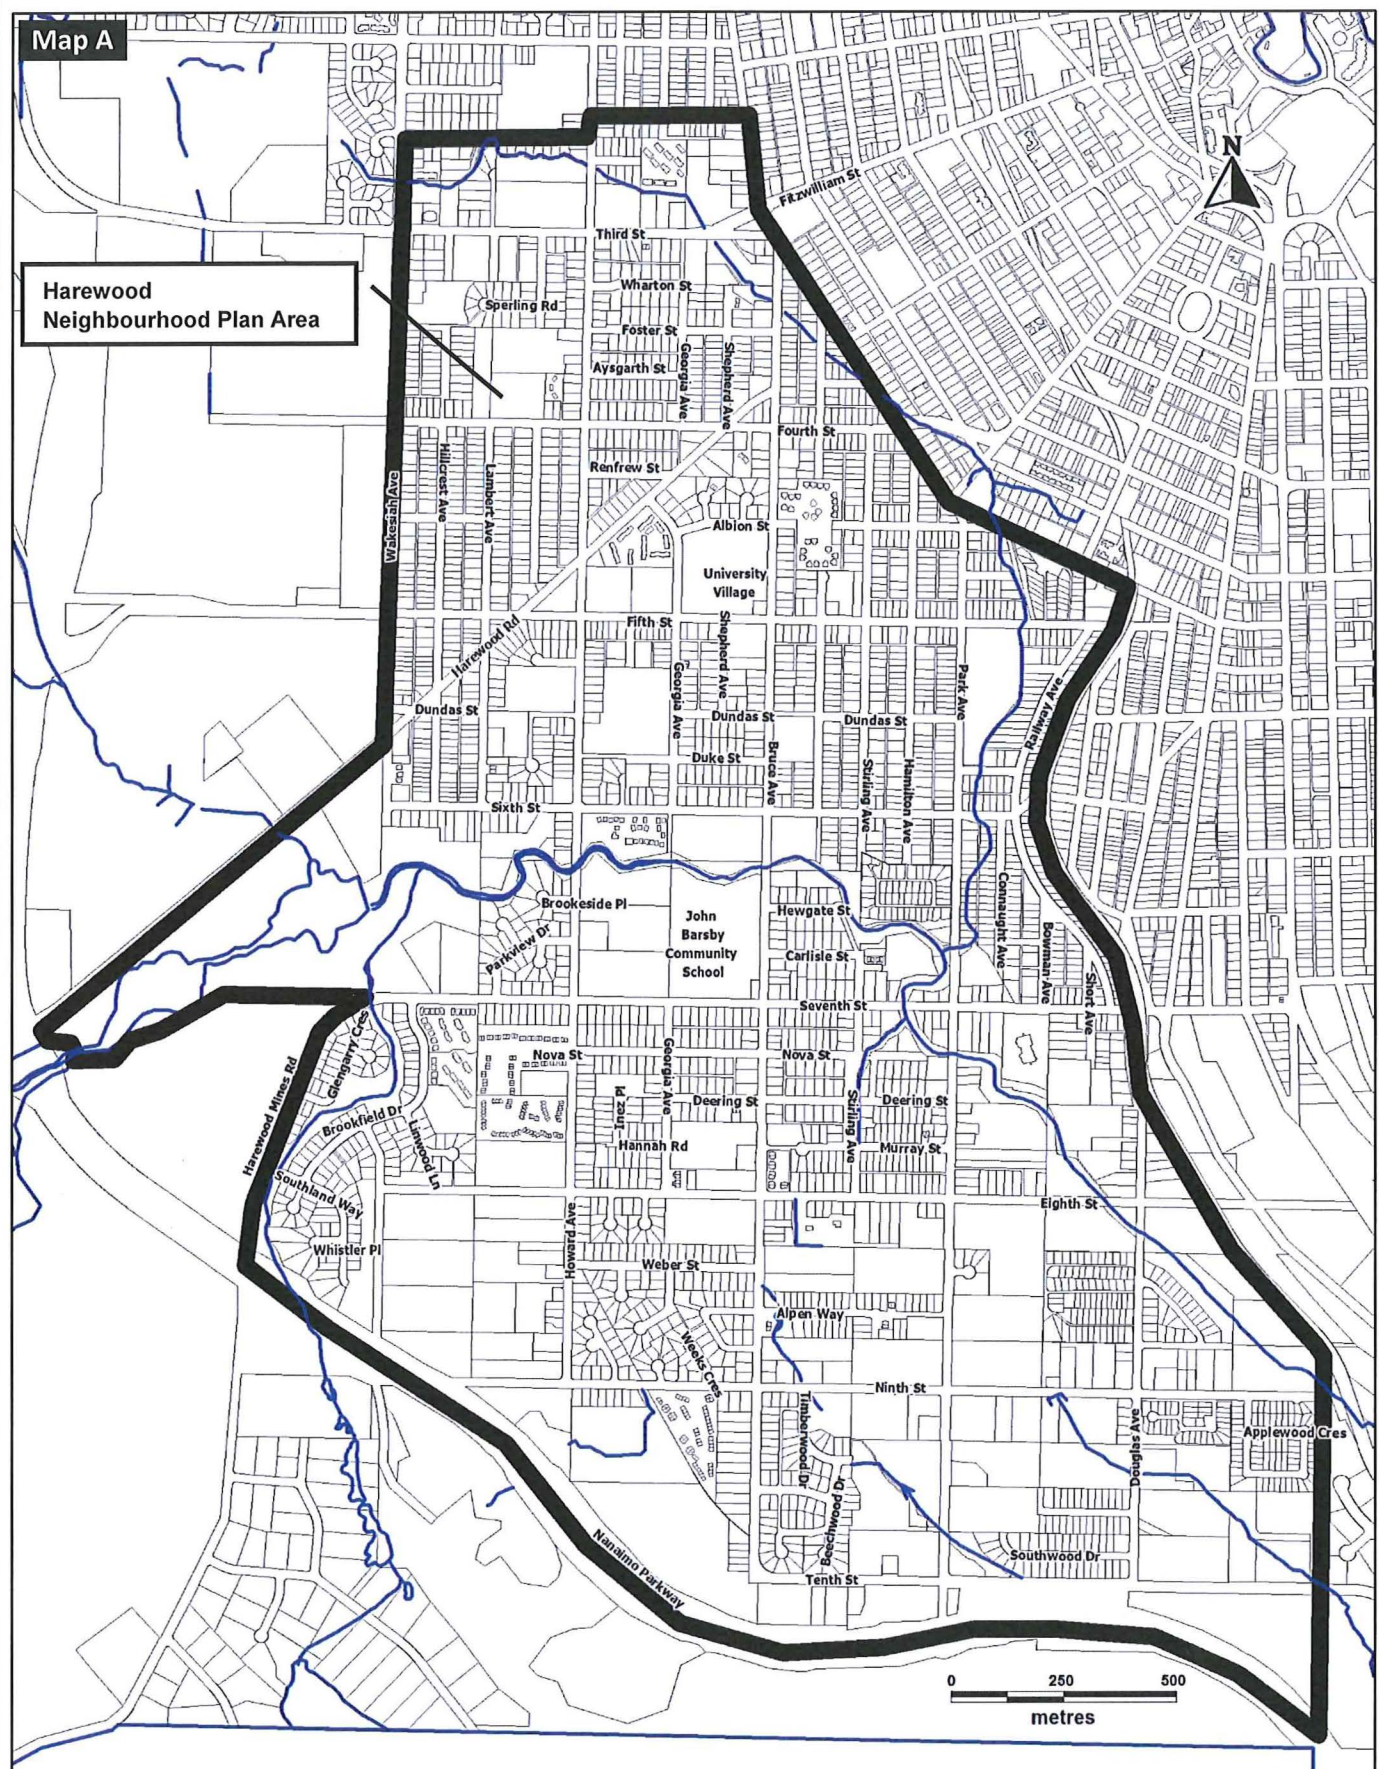 Map A
N
Fitzwilliam St
Third St
Harewood
Neighbourhood Plan Area
Wharton St
Sperling Rd
Foster St
Georgia Ave
Shepherd Ave
Aysgarth St
Fourth St
Hillcrest Ave
Lambert Ave
Renfrew St
Wakesiah Ave
Albion St
University
Village
Fifth St
Harewood Rd
Shepherd Ave
Georgia Ave
Park Ave
Railway Ave
Dundas St
Dundas St
Dundas St
Bruce Ave
Duke St
Stirling Ave
Hamilton Ave
Sixth St
Brookeside Pl
Hewgate St
Connaught Ave
John
Barsby
Community
School
Parkview Dr
Carlisle St
Bowman Ave
Short Ave
Seventh St
Glengarry Cres
Nova St
Georgia Ave
Nova St
Harewood Mines Rd
Inez Pl
Deering St
Stirling Ave
Deering St
Brookfield Dr
Linwood Ln
Hannah Rd
Murray St
Southland Way
Eighth St
Howard Ave
Whistler Pl
Weber St
Alpen Way
Weeks Cres
Ninth St
Timberwood Dr
Douglas Ave
Applewood Cres
Beechwood Dr
Nanaimo Parkway
Southwood Dr
Tenth St
0 250 500
metres